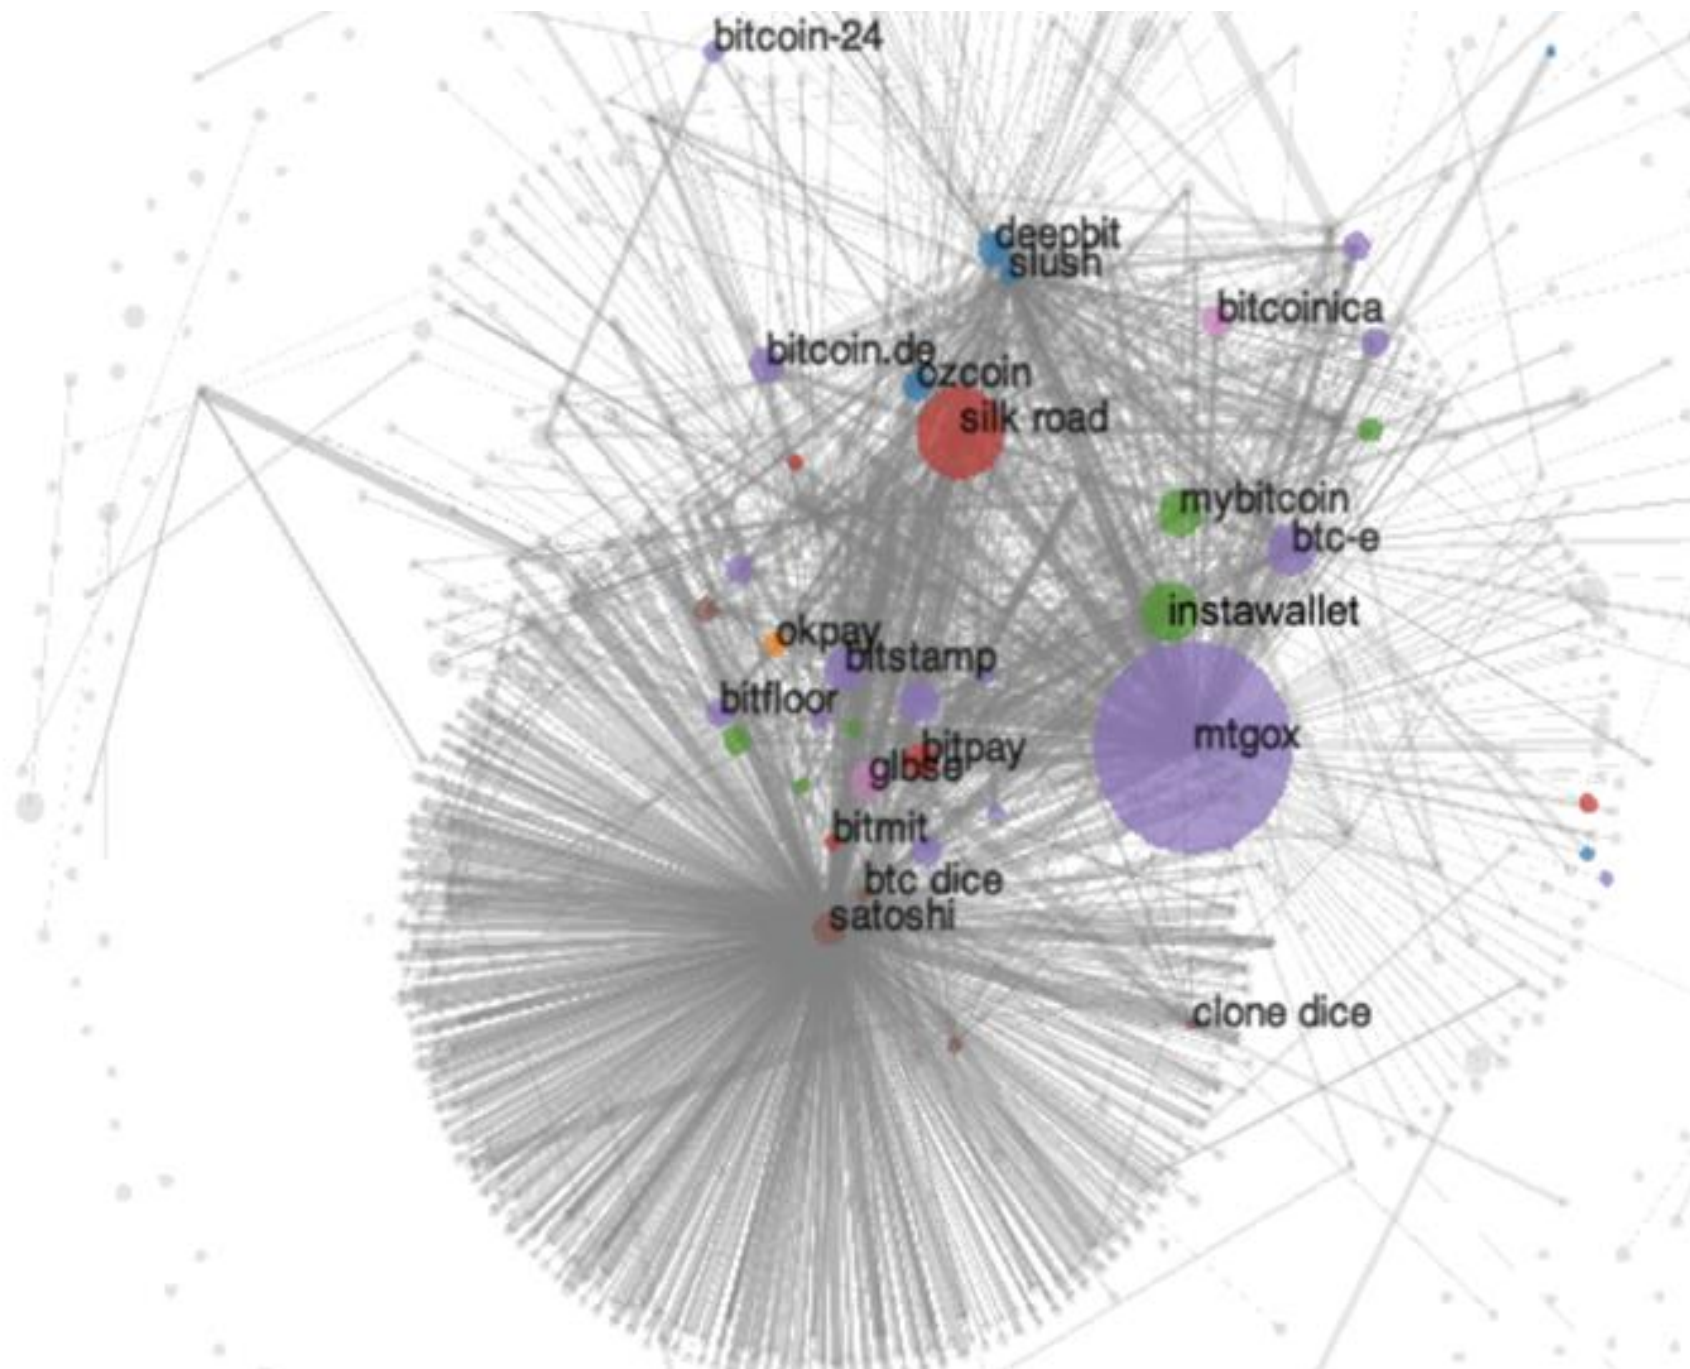 bitcoin-24
deepbit
slush
bitcoinica
bitcoin.de
ozcoin
silk road
mybitcoin
btc-e
instawallet
okpay
bitstamp
bitfloor
mtgox
bitpay
glbse
bitmit
btc dice
satoshi
clone dice